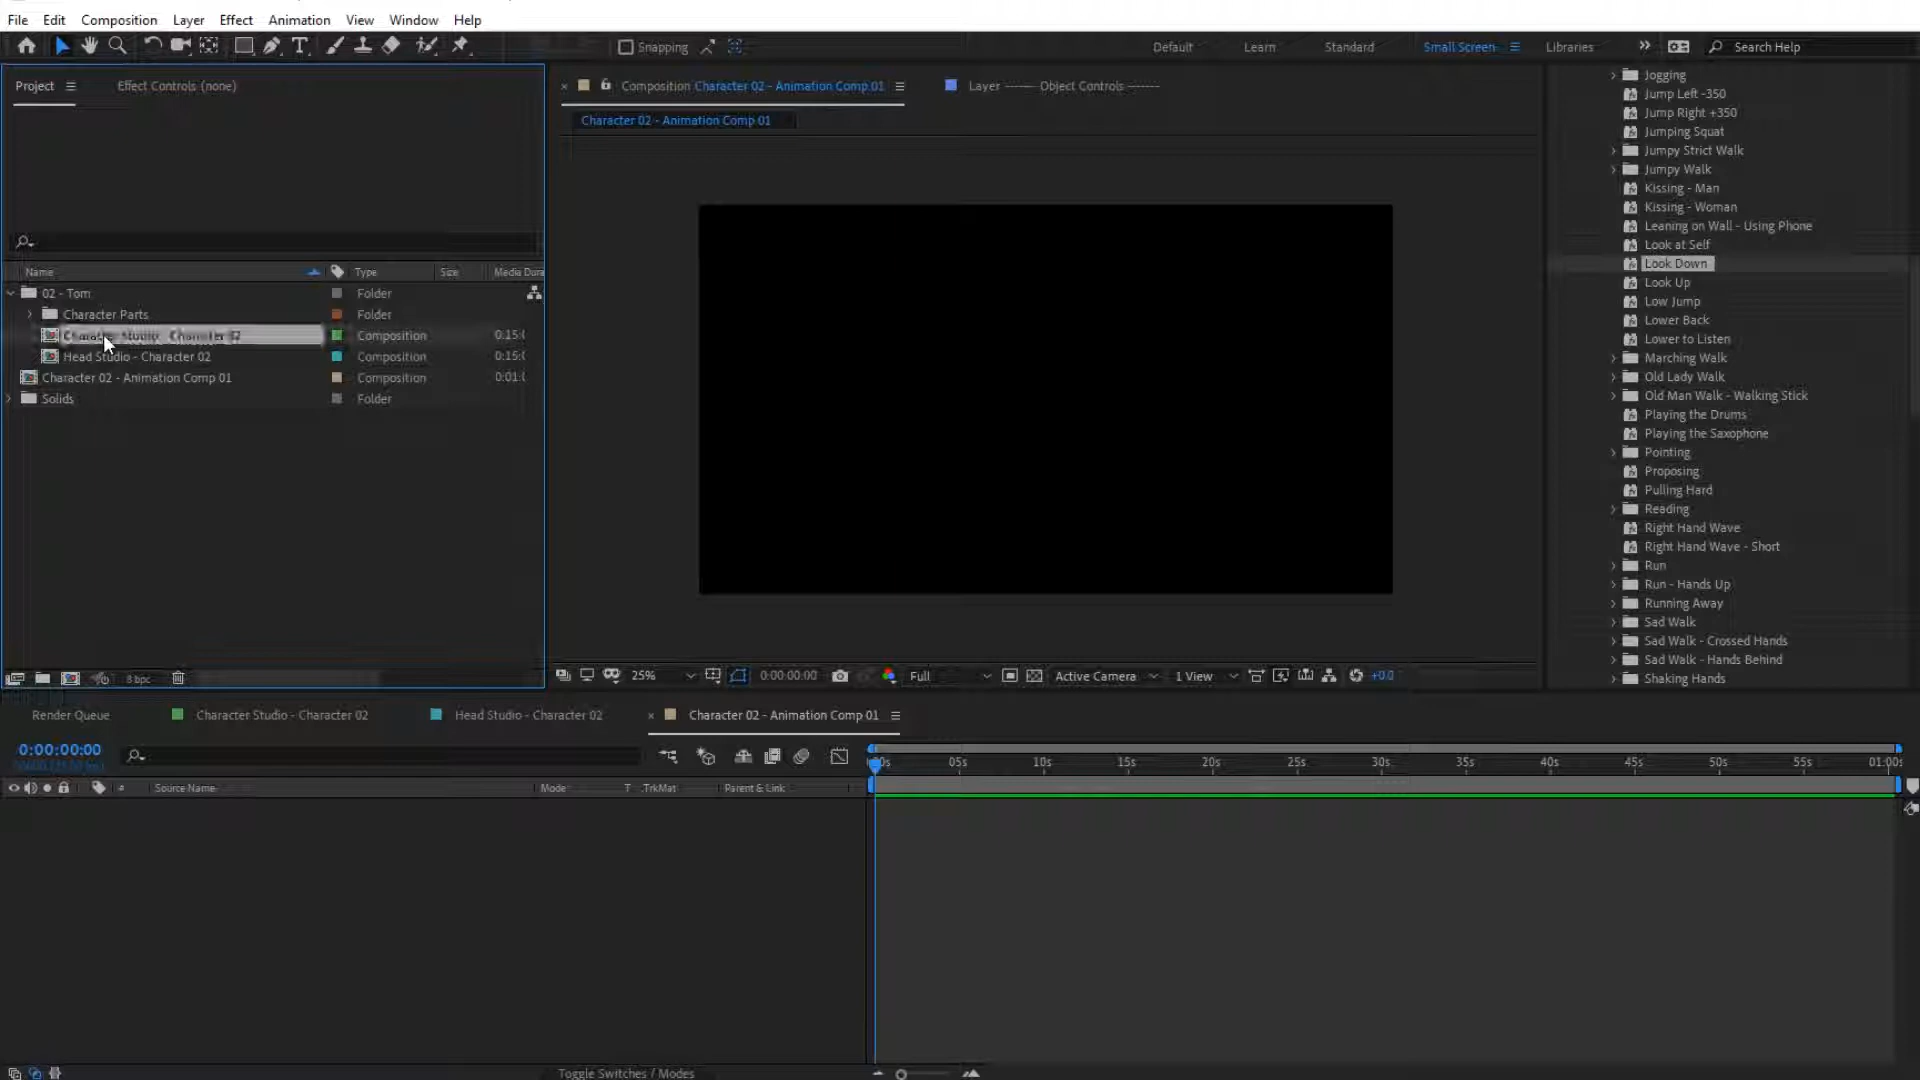 File Edit Composition Layer Effect Animation View Window Help
Snapping Default Learn Standard Small Screen Libraries Search Help
Project Effect Controls (none)
Composition Character 02 - Animation Comp 01 Layer Object Controls
Character 02 - Animation Comp 01
Name Type Size Media Dura
02 - Tom Folder
Character Parts Folder
Character Studio - Character 02 Composition 0:15:0
Head Studio - Character 02 Composition 0:15:0
Character 02 - Animation Comp 01 Composition 0:01:0
Solids Folder
8 bpc
25% 0:00:00:00 Full Active Camera 1 View +0.0
Jogging
Jump Left -350
Jump Right +350
Jumping Squat
Jumpy Strict Walk
Jumpy Walk
Kissing - Man
Kissing - Woman
Leaning on Wall - Using Phone
Look at Self
Look Down
Look Up
Low Jump
Lower Back
Lower to Listen
Marching Walk
Old Lady Walk
Old Man Walk - Walking Stick
Playing the Drums
Playing the Saxophone
Pointing
Proposing
Pulling Hard
Reading
Right Hand Wave
Right Hand Wave - Short
Run
Run - Hands Up
Running Away
Sad Walk
Sad Walk - Crossed Hands
Sad Walk - Hands Behind
Shaking Hands
Render Queue Character Studio - Character 02 Head Studio - Character 02 Character 02 - Animation Comp 01
0:00:00:00
05s 10s 15s 20s 25s 30s 35s 40s 45s 50s 55s 01:00s
Source Name Mode T .TrkMat Parent & Link
Toggle Switches / Modes